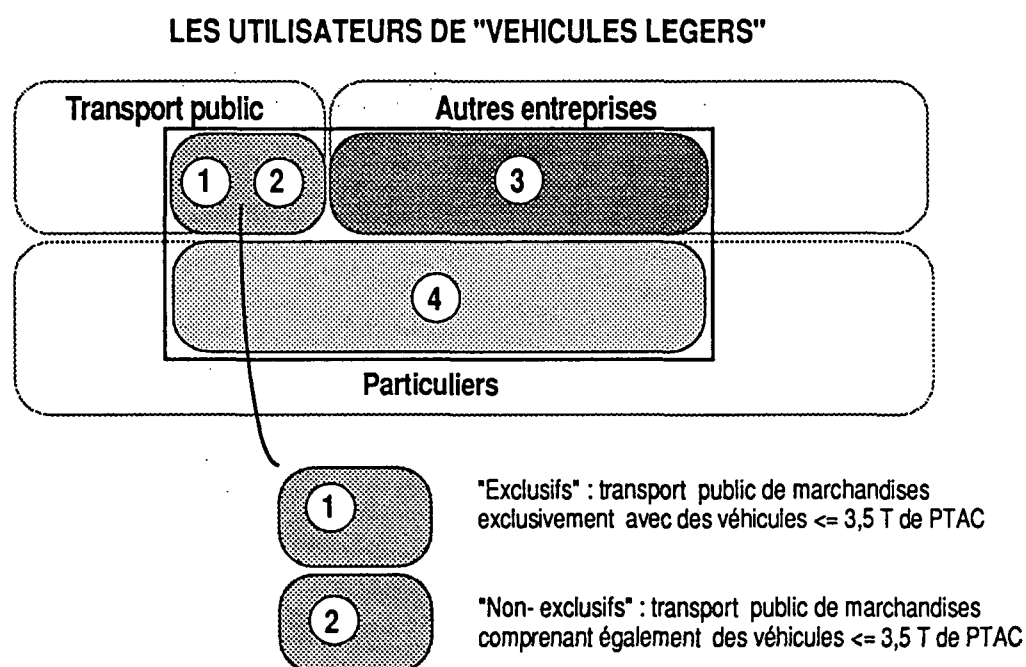 LES UTILISATEURS DE "VEHICULES LEGERS"
Transport public
Autres entreprises
1
2
3
4
Particuliers
1
"Exclusifs" : transport public de marchandises
exclusivement avec des véhicules <= 3,5 T de PTAC
2
"Non- exclusifs" : transport public de marchandises
comprenant également des véhicules <= 3,5 T de PTAC